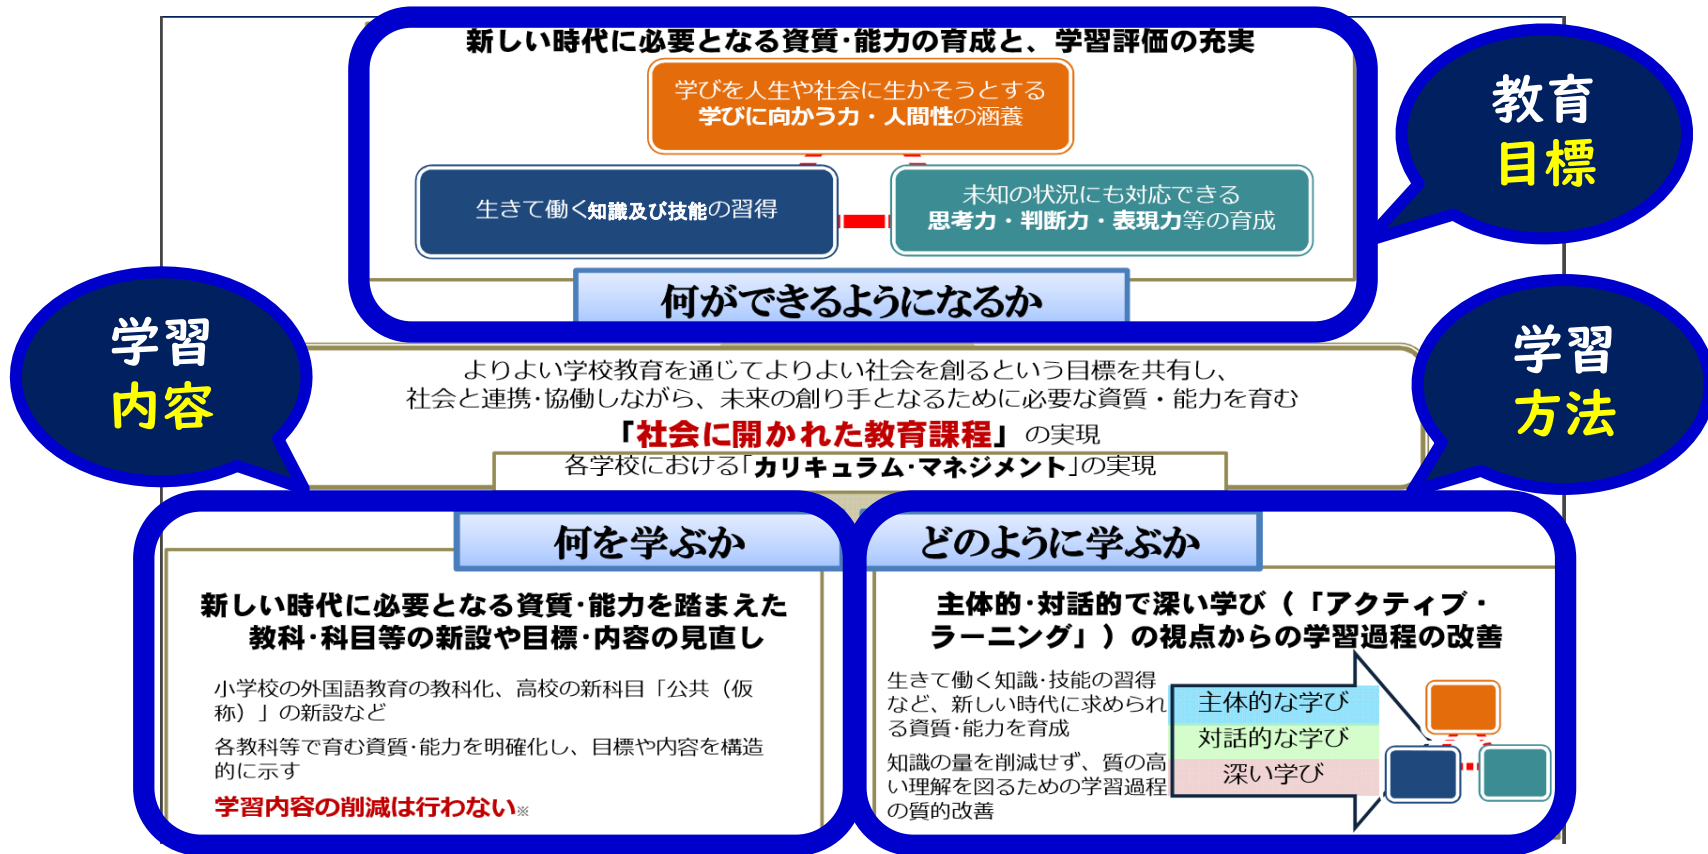 新しい時代に必要となる資質･能力の育成と、学習評価の充実
学びを人生や社会に生かそうとする
学びに向かう力・人間性の涵養
生きて働く知識及び技能の習得
未知の状況にも対応できる
思考力・判断力・表現力等の育成
何ができるようになるか
教育
目標
学習
内容
学習
方法
よりよい学校教育を通じてよりよい社会を創るという目標を共有し、
社会と連携･協働しながら、未来の創り手となるために必要な資質・能力を育む
「社会に開かれた教育課程」の実現
各学校における｢カリキュラム･マネジメント｣の実現
何を学ぶか
新しい時代に必要となる資質･能力を踏まえた
教科･科目等の新設や目標･内容の見直し
小学校の外国語教育の教科化、高校の新科目「公共（仮
称）」の新設など
各教科等で育む資質･能力を明確化し、目標や内容を構造
的に示す
学習内容の削減は行わない※
どのように学ぶか
主体的･対話的で深い学び（「アクティブ・
ラーニング」）の視点からの学習過程の改善
生きて働く知識･技能の習得
など、新しい時代に求められ
る資質･能力を育成
知識の量を削減せず、質の高
い理解を図るための学習過程
の質的改善
主体的な学び
対話的な学び
深い学び